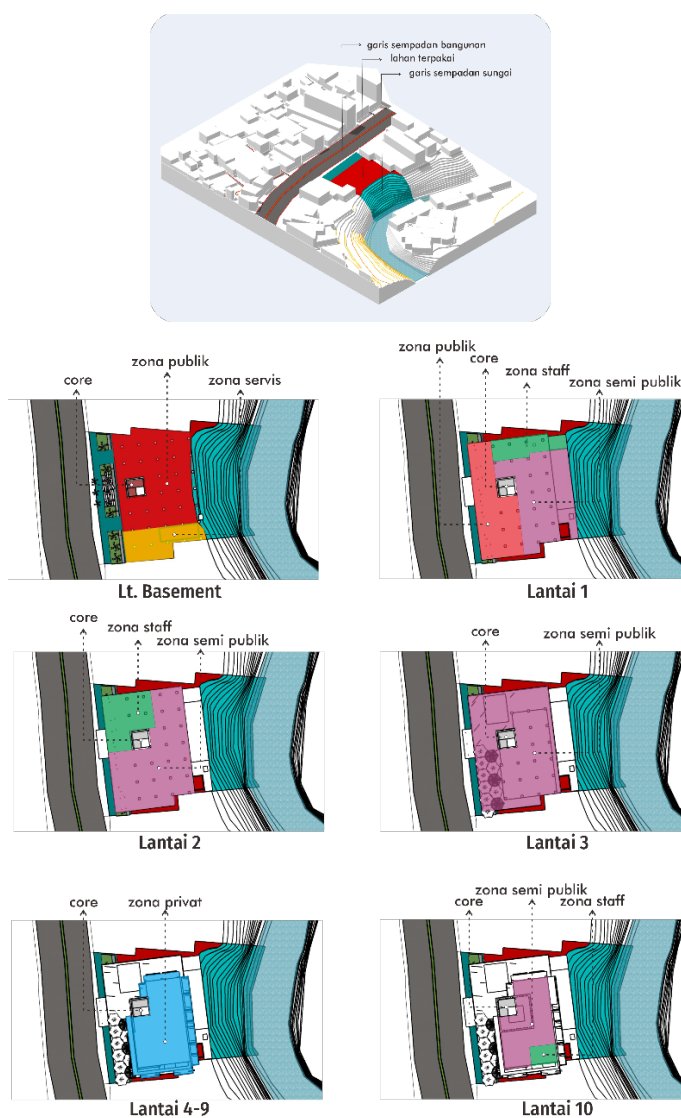 garis sempadan bangunan
lahan terpakai
garis sempadan sungai
zona publik
core
zona servis
Lt. Basement
zona publik
core
zona staff
zona semi publik
Lantai 1
core
zona staff
zona semi publik
Lantai 2
core
zona semi publik
Lantai 3
core
zona privat
Lantai 4-9
zona semi publik
core
zona staff
Lantai 10